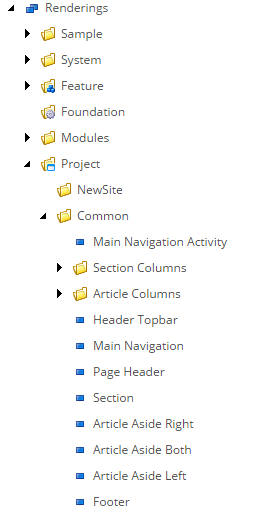 Renderings
Sample
System
Feature
Foundation
Modules
Project
NewSite
Common
Main Navigation Activity
Section Columns
Article Columns
Header Topbar
Main Navigation
Page Header
Section
Article Aside Right
Article Aside Both
Article Aside Left
Footer